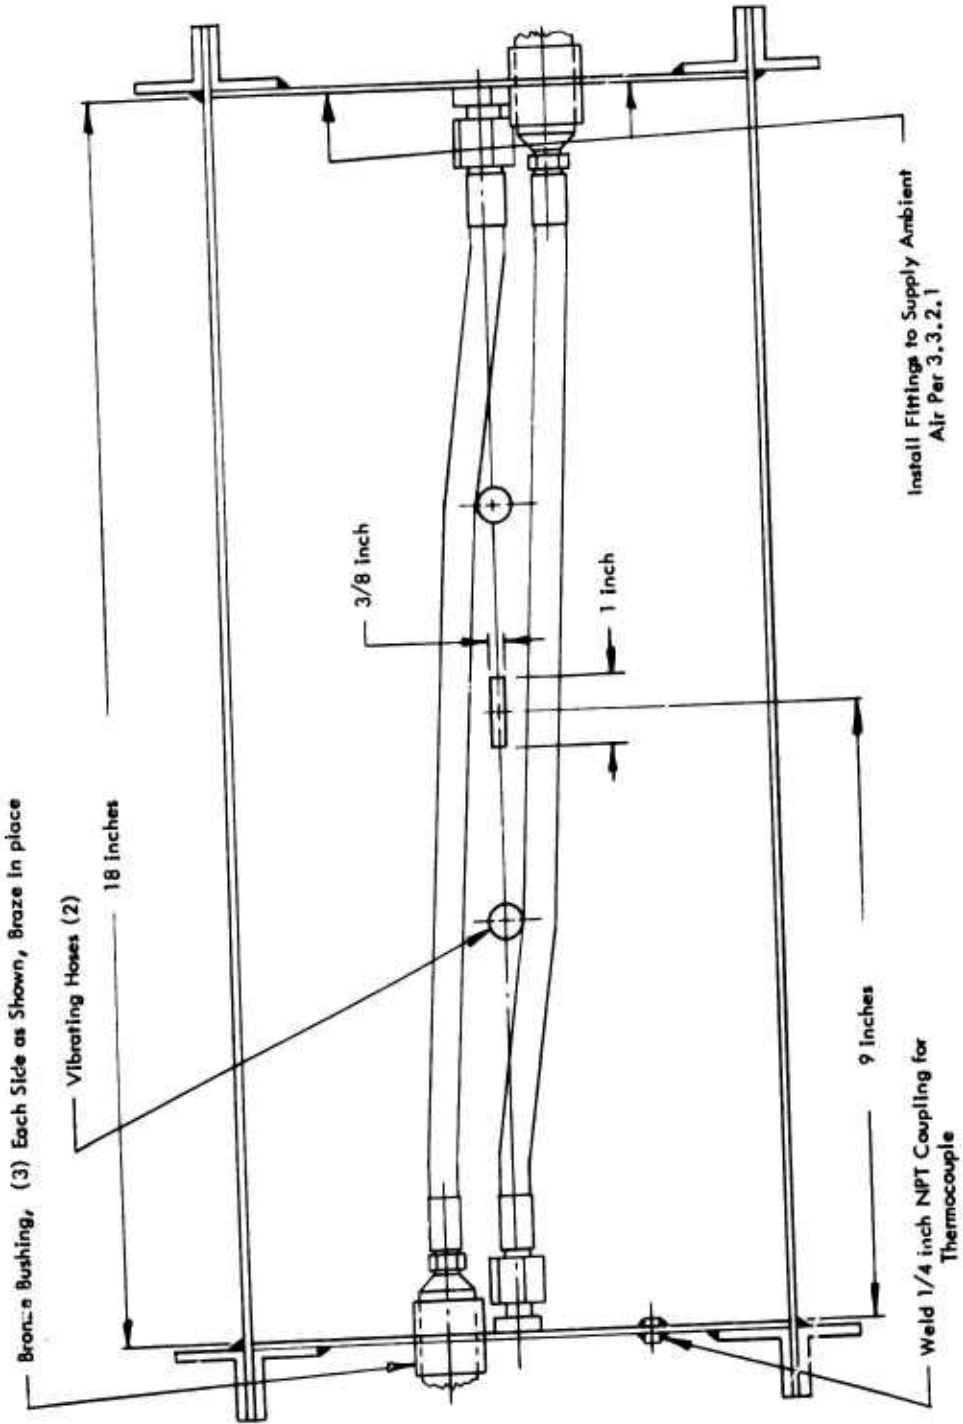 Bronze Bushing, (3) Each Side as Shown, Braze in place
18 inches
Vibrating Hoses (2)
3/8 inch
1 inch
9 inches
Install Fittings to Supply Ambient
Air Per 3.3.2.1
Weld 1/4 inch NPT Coupling for
Thermocouple